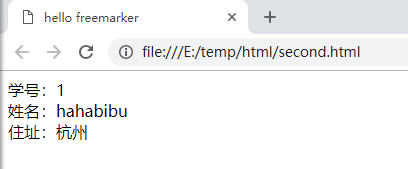 hello freemarker
file:///E:/temp/html/second.html
学号：1
姓名：hahabibu
住址：杭州